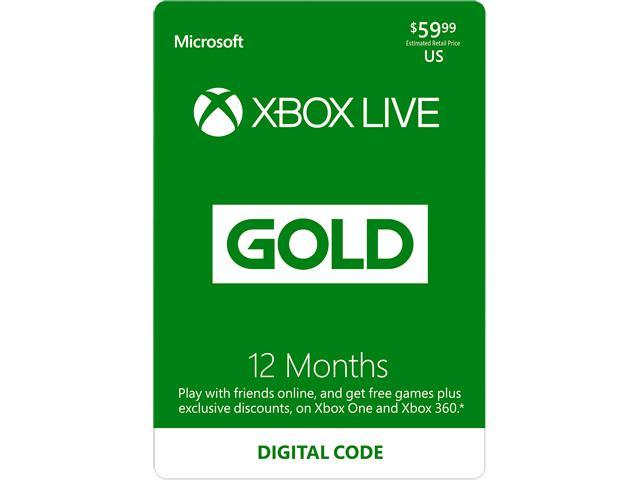 Microsoft
$59.99
Estimated Retail Price
US
XBOX LIVE
GOLD
12 Months
Play with friends online, and get free games plus
exclusive discounts, on Xbox One and Xbox 360.*
DIGITAL CODE